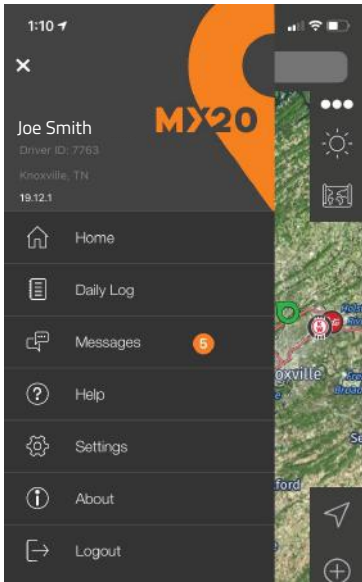 1:10
MX20
Joe Smith
Driver ID: 7763
Knoxville, TN
19.12.1
Home
Daily Log
Messages 5
Help
Settings
About
Logout
oxville
ford